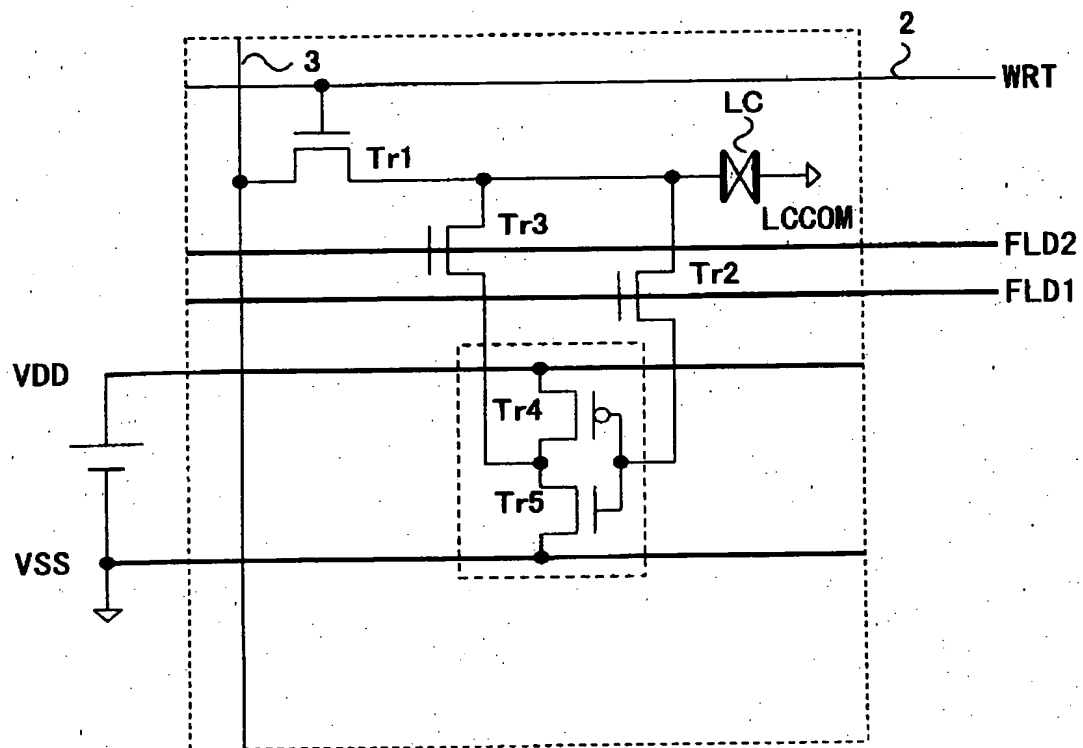 2
3
WRT
LC
Tr1
LCCOM
Tr3
FLD2
Tr2
FLD1
VDD
Tr4
Tr5
VSS